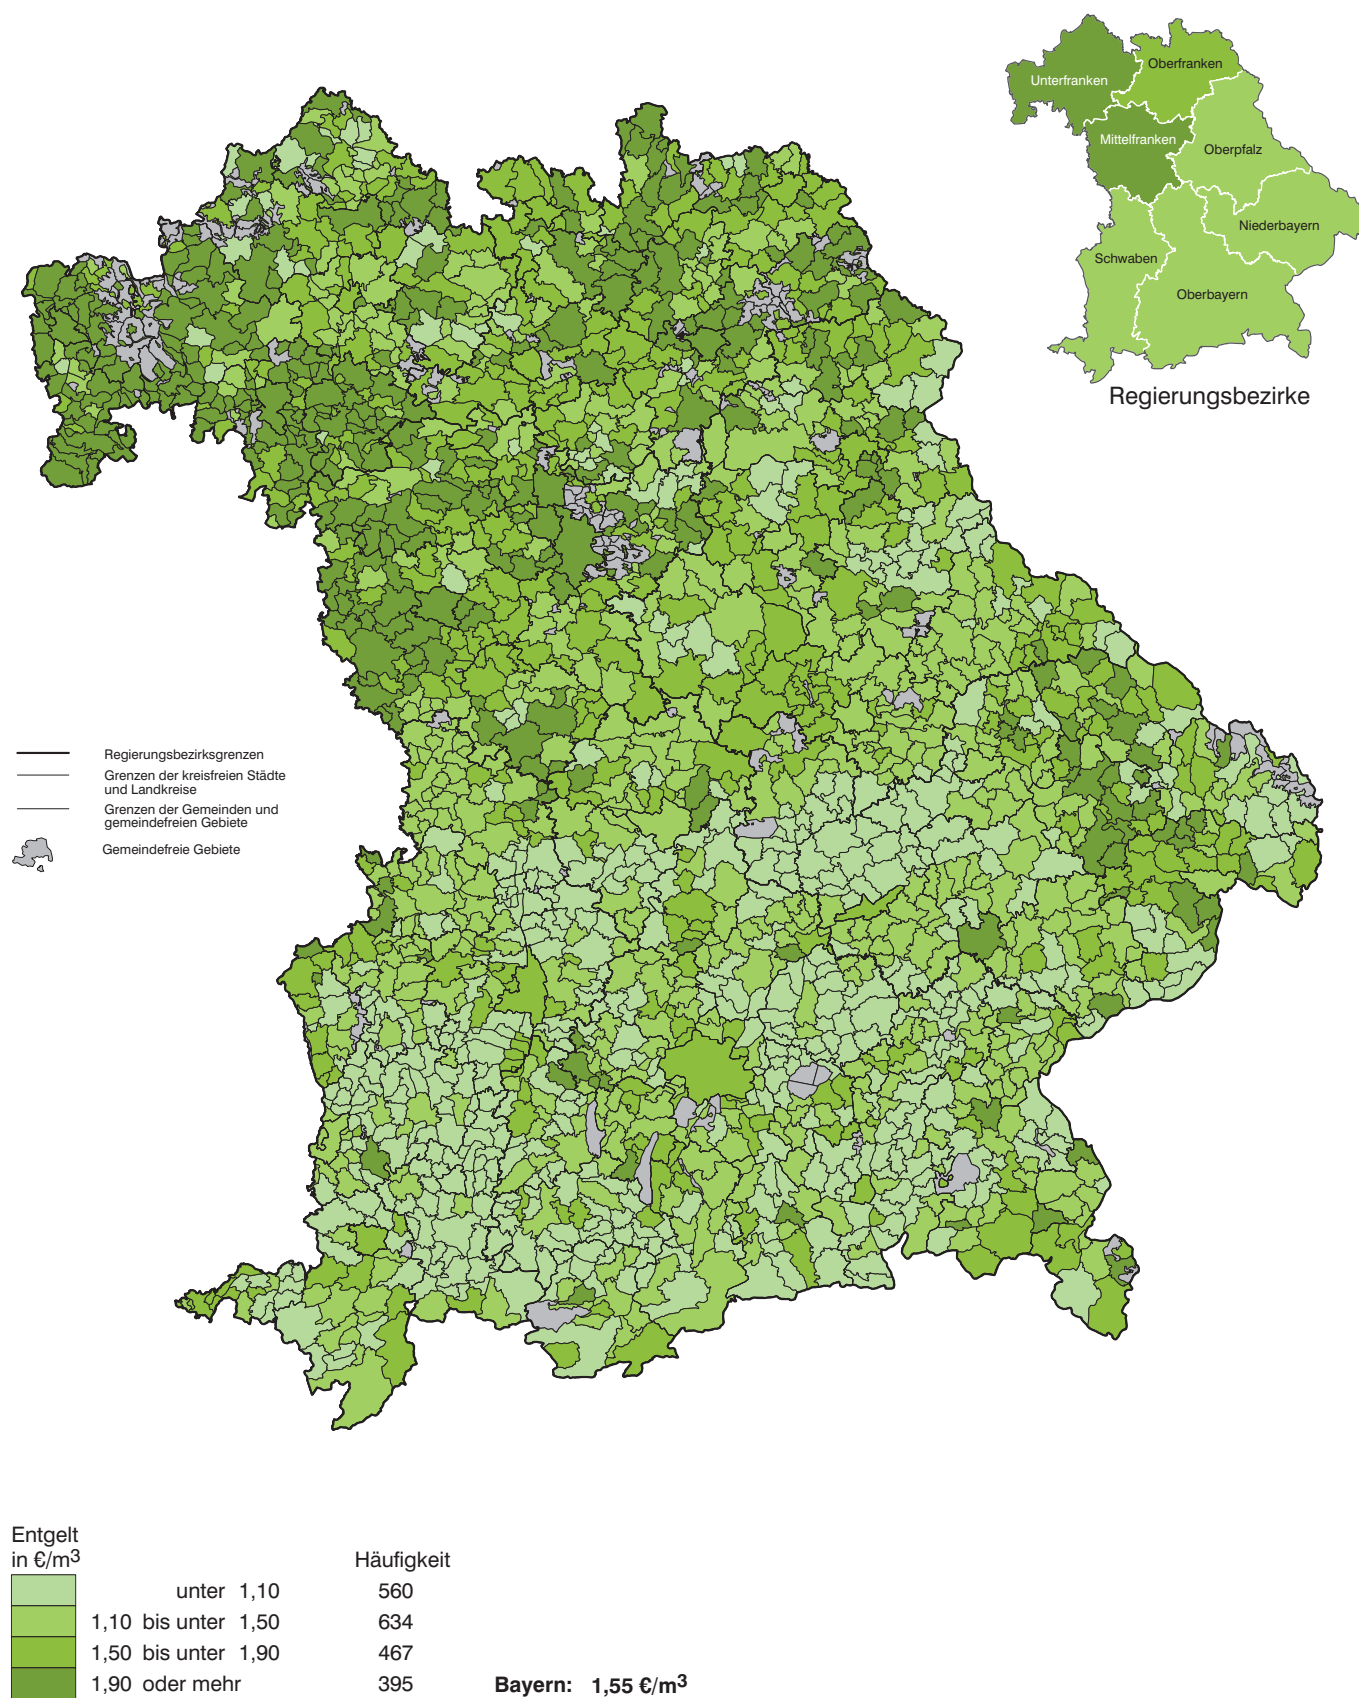 Unterfranken
Oberfranken
Mittelfranken
Oberpfalz
Niederbayern
Schwaben
Oberbayern
Regierungsbezirke
Regierungsbezirksgrenzen
Grenzen der kreisfreien Städte
und Landkreise
Grenzen der Gemeinden und
gemeindefreien Gebiete
Gemeindefreie Gebiete
Entgelt
in €/m³ Häufigkeit
unter 1,10 560
1,10 bis unter 1,50 634
1,50 bis unter 1,90 467
1,90 oder mehr 395 Bayern: 1,55 €/m³